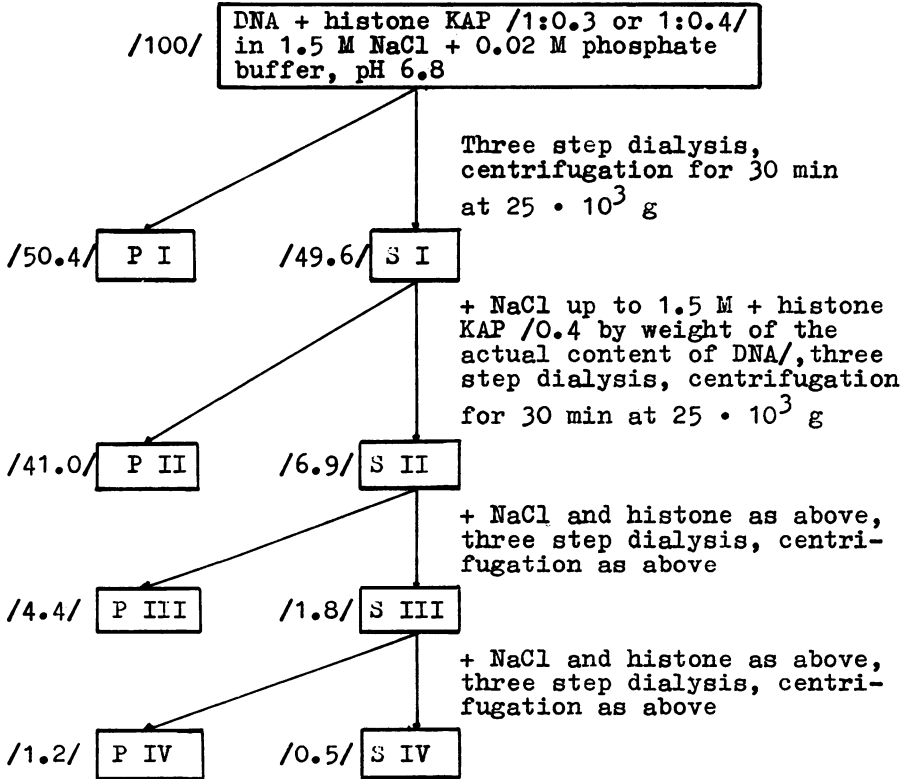 /100/
DNA + histone KAP /1:0.3 or 1:0.4/
in 1.5 M NaCl + 0.02 M phosphate
buffer, pH 6.8
Three step dialysis,
centrifugation for 30 min
at 25 • 10³ g
/50.4/ P I
/49.6/ S I
+ NaCl up to 1.5 M + histone
KAP /0.4 by weight of the
actual content of DNA/,three
step dialysis, centrifugation
for 30 min at 25 • 10³ g
/41.0/ P II
/6.9/ S II
+ NaCl and histone as above,
three step dialysis, centri-
fugation as above
/4.4/ P III
/1.8/ S III
+ NaCl and histone as above,
three step dialysis, centri-
fugation as above
/1.2/ P IV
/0.5/ S IV